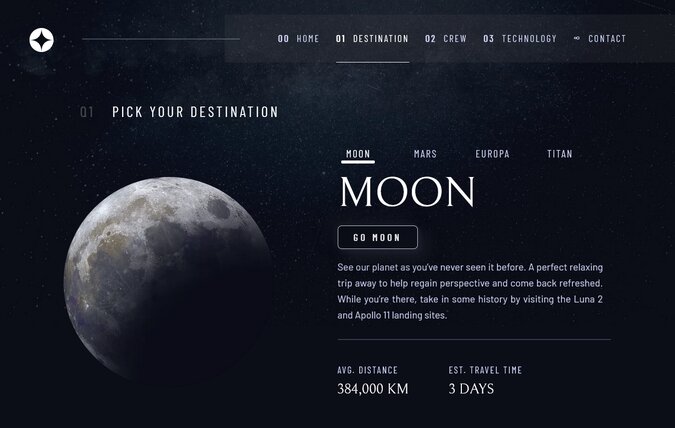 00 HOME 01 DESTINATION 02 CREW 03 TECHNOLOGY CONTACT
01 PICK YOUR DESTINATION
MOON MARS EUROPA TITAN
MOON
GO MOON
See our planet as you've never seen it before. A perfect relaxing
trip away to help regain perspective and come back refreshed.
While you're there, take in some history by visiting the Luna 2
and Apollo 11 landing sites.
AVG. DISTANCE EST. TRAVEL TIME
384,000 KM 3 DAYS